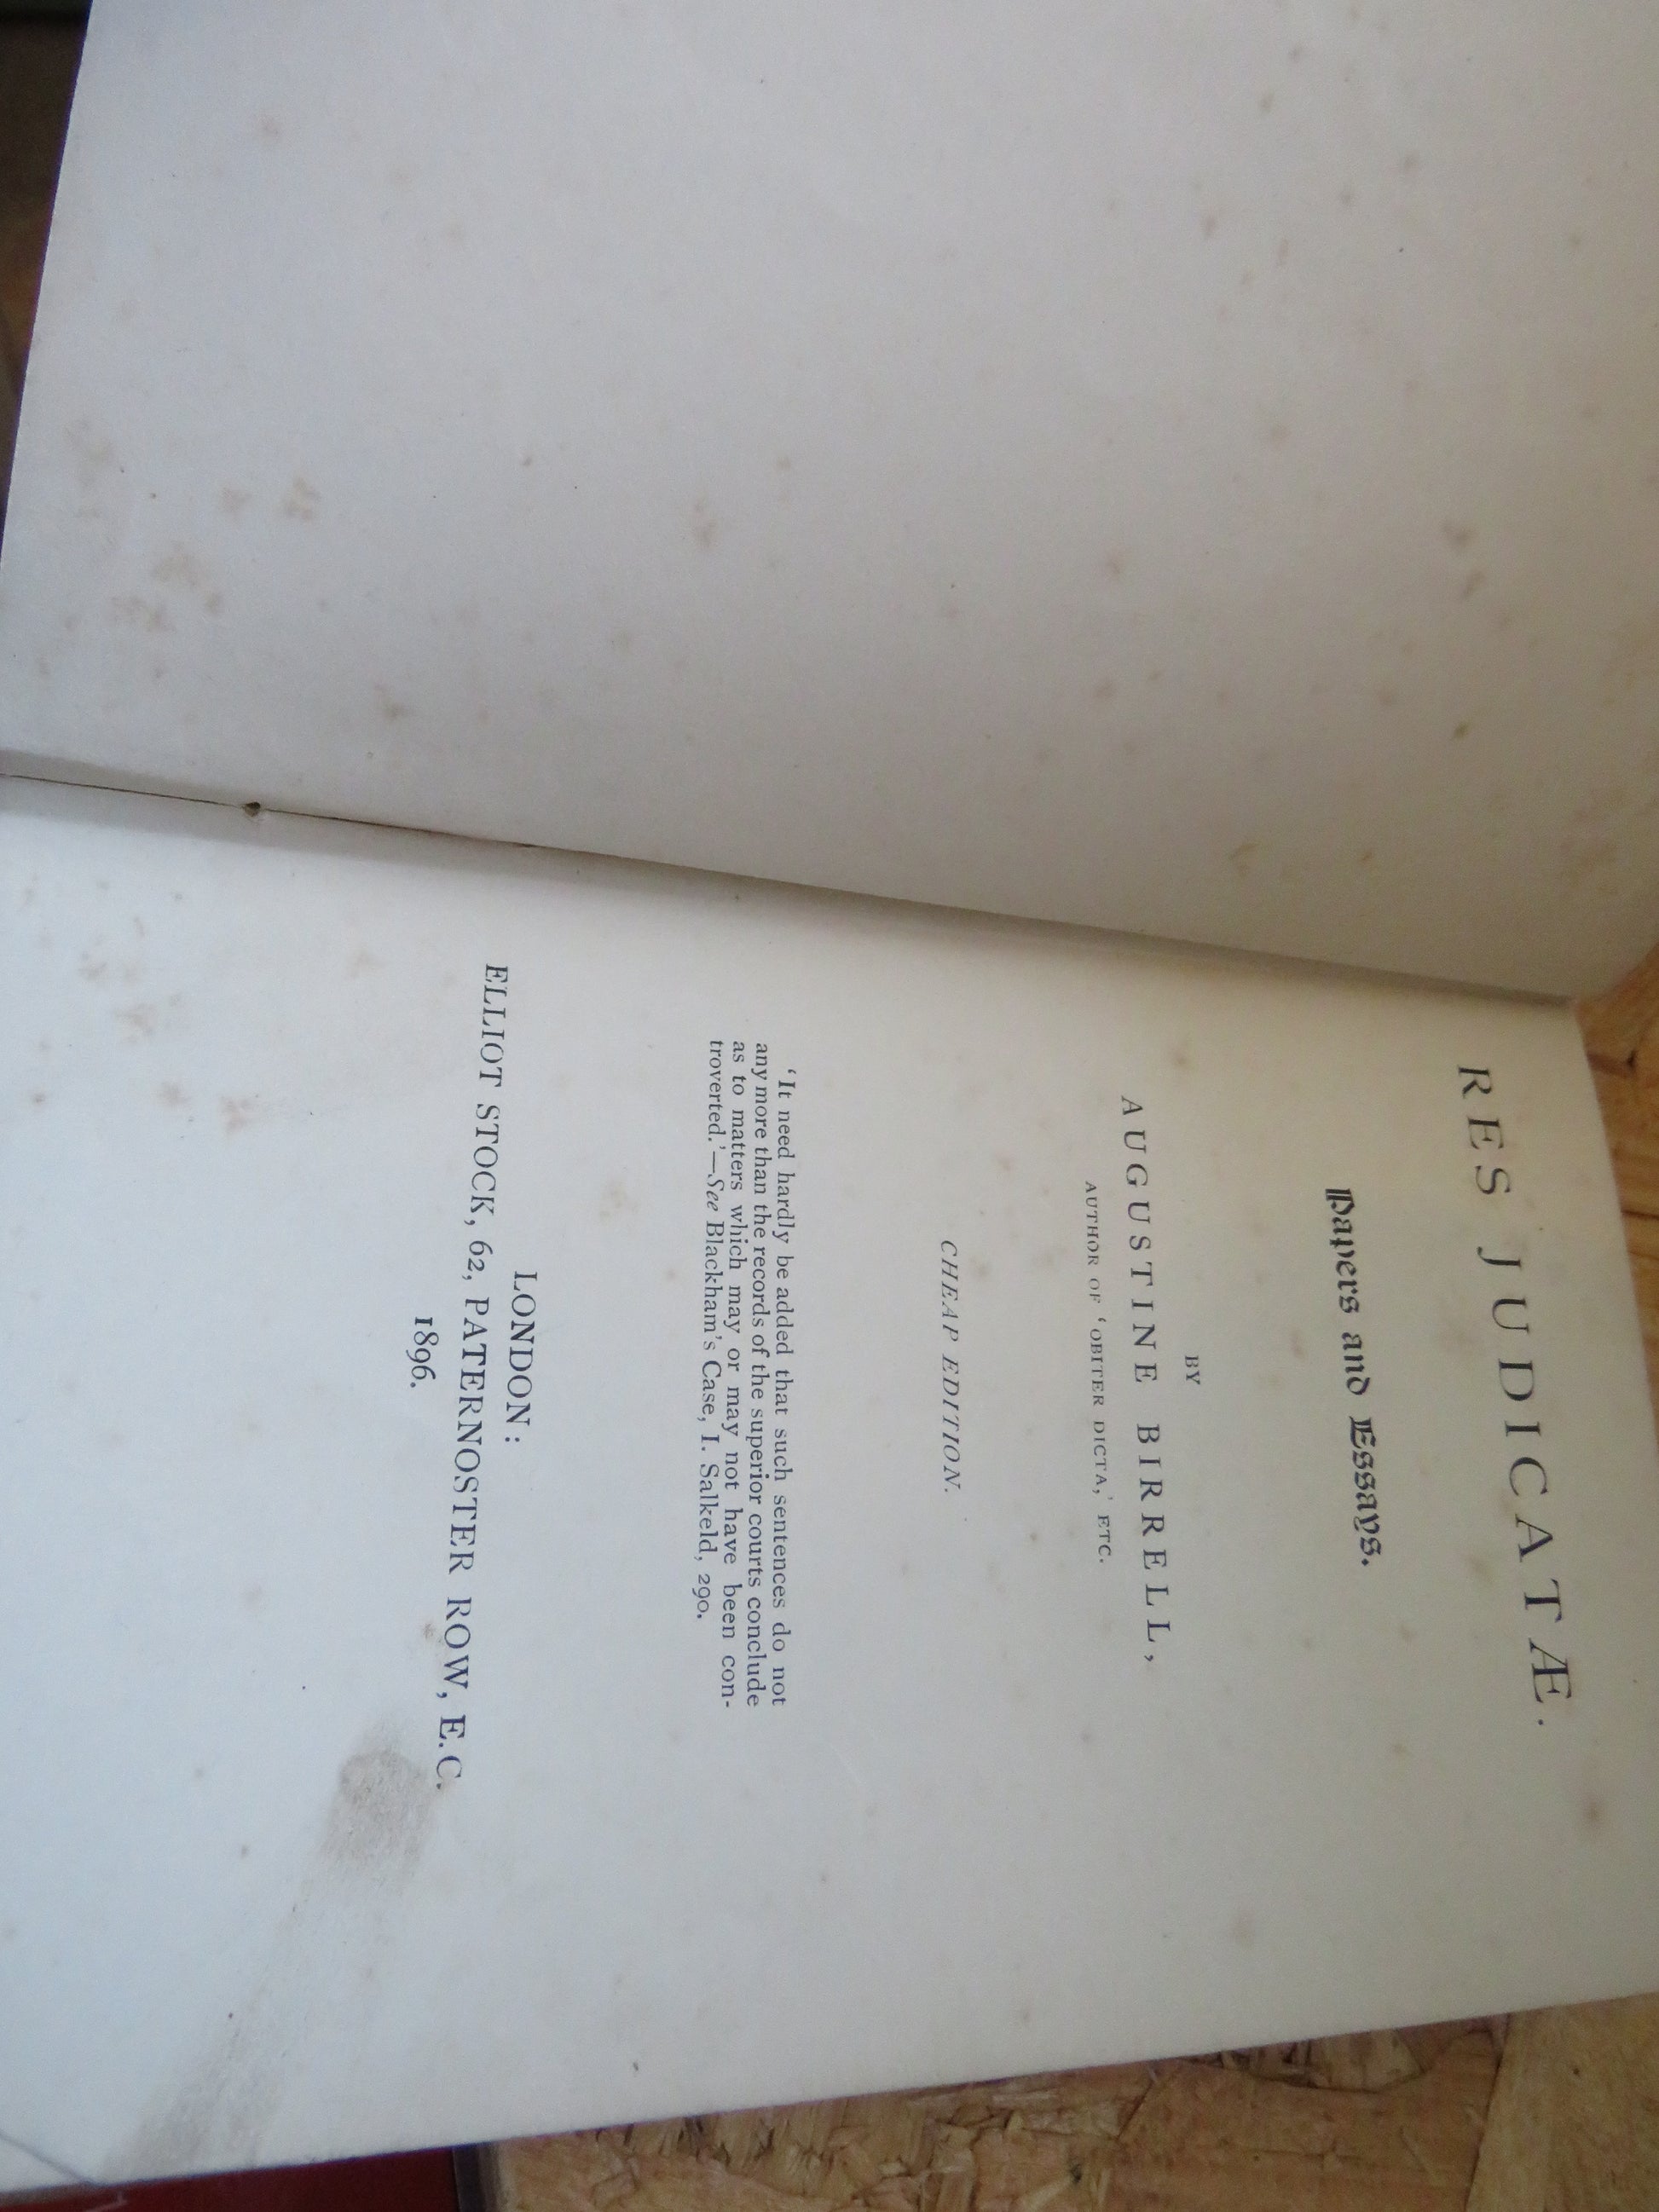 RES JUDICATÆ.
Papers and Essays.
BY
AUGUSTINE BIRRELL,
AUTHOR OF ‘OBITER DICTA,’ ETC.
CHEAP EDITION.
‘It need hardly be added that such sentences do not
any more than the records of the superior courts conclude
as to matters which may or may not have been con-
troverted.’—See Blackham’s Case, I. Salkeld, 290.
LONDON:
ELLIOT STOCK, 62, PATERNOSTER ROW, E.C.
1896.